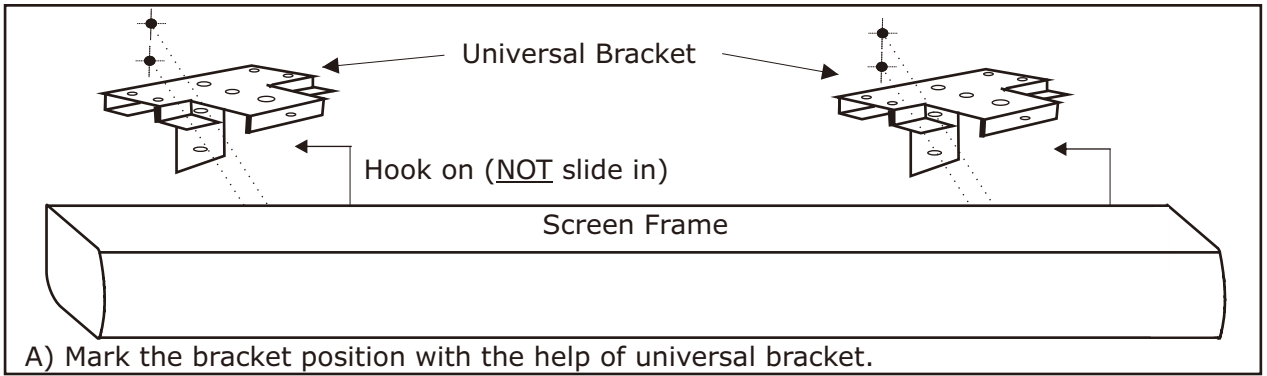 Universal Bracket
Hook on (NOT slide in)
Screen Frame
A) Mark the bracket position with the help of universal bracket.